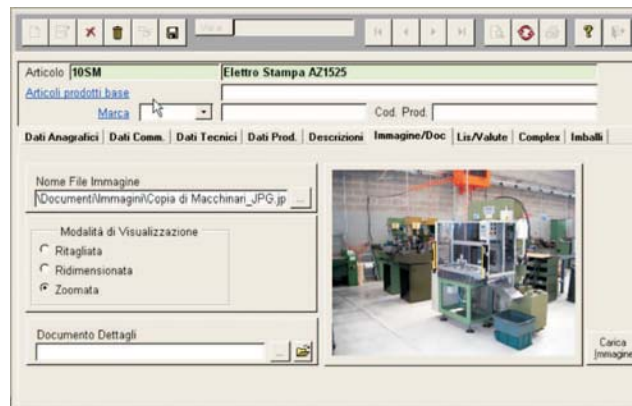 Articolo 10SM Elettro Stampa AZ1525
Articoli prodotti base
Marca Cod. Prod.
Dati Anagrafici Dati Comm. Dati Tecnici Dati Prod. Descrizioni Immagine/Doc Lis/Valute Complex Imballi
Nome File Immagine
\Documenti\Immagini\Copia di Macchinari_JPG.jp ...
Modalità di Visualizzazione
Ritagliata
Ridimensionata
Zoomata
Documento Dettagli
...
Carica
Immagine